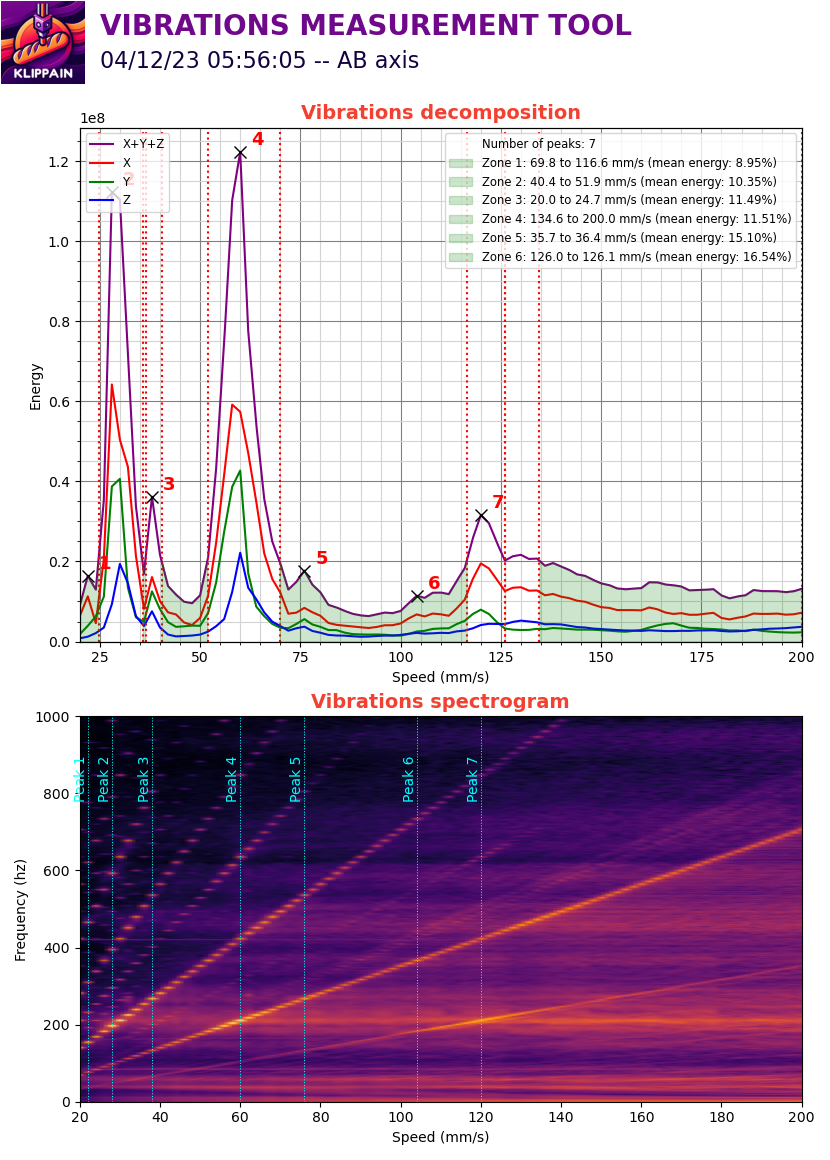 KLIPPAIN
VIBRATIONS MEASUREMENT TOOL
04/12/23 05:56:05 -- AB axis
Vibrations decomposition
1e8
X+Y+Z
X
Y
Z
Number of peaks: 7
Zone 1: 69.8 to 116.6 mm/s (mean energy: 8.95%)
Zone 2: 40.4 to 51.9 mm/s (mean energy: 10.35%)
Zone 3: 20.0 to 24.7 mm/s (mean energy: 11.49%)
Zone 4: 134.6 to 200.0 mm/s (mean energy: 11.51%)
Zone 5: 35.7 to 36.4 mm/s (mean energy: 15.10%)
Zone 6: 126.0 to 126.1 mm/s (mean energy: 16.54%)
1
2
3
4
5
6
7
Energy
1.2
1.0
0.8
0.6
0.4
0.2
0.0
25 50 75 100 125 150 175 200
Speed (mm/s)
Vibrations spectrogram
Peak 1
Peak 2
Peak 3
Peak 4
Peak 5
Peak 6
Peak 7
Frequency (hz)
1000
800
600
400
200
0
20 40 60 80 100 120 140 160 180 200
Speed (mm/s)